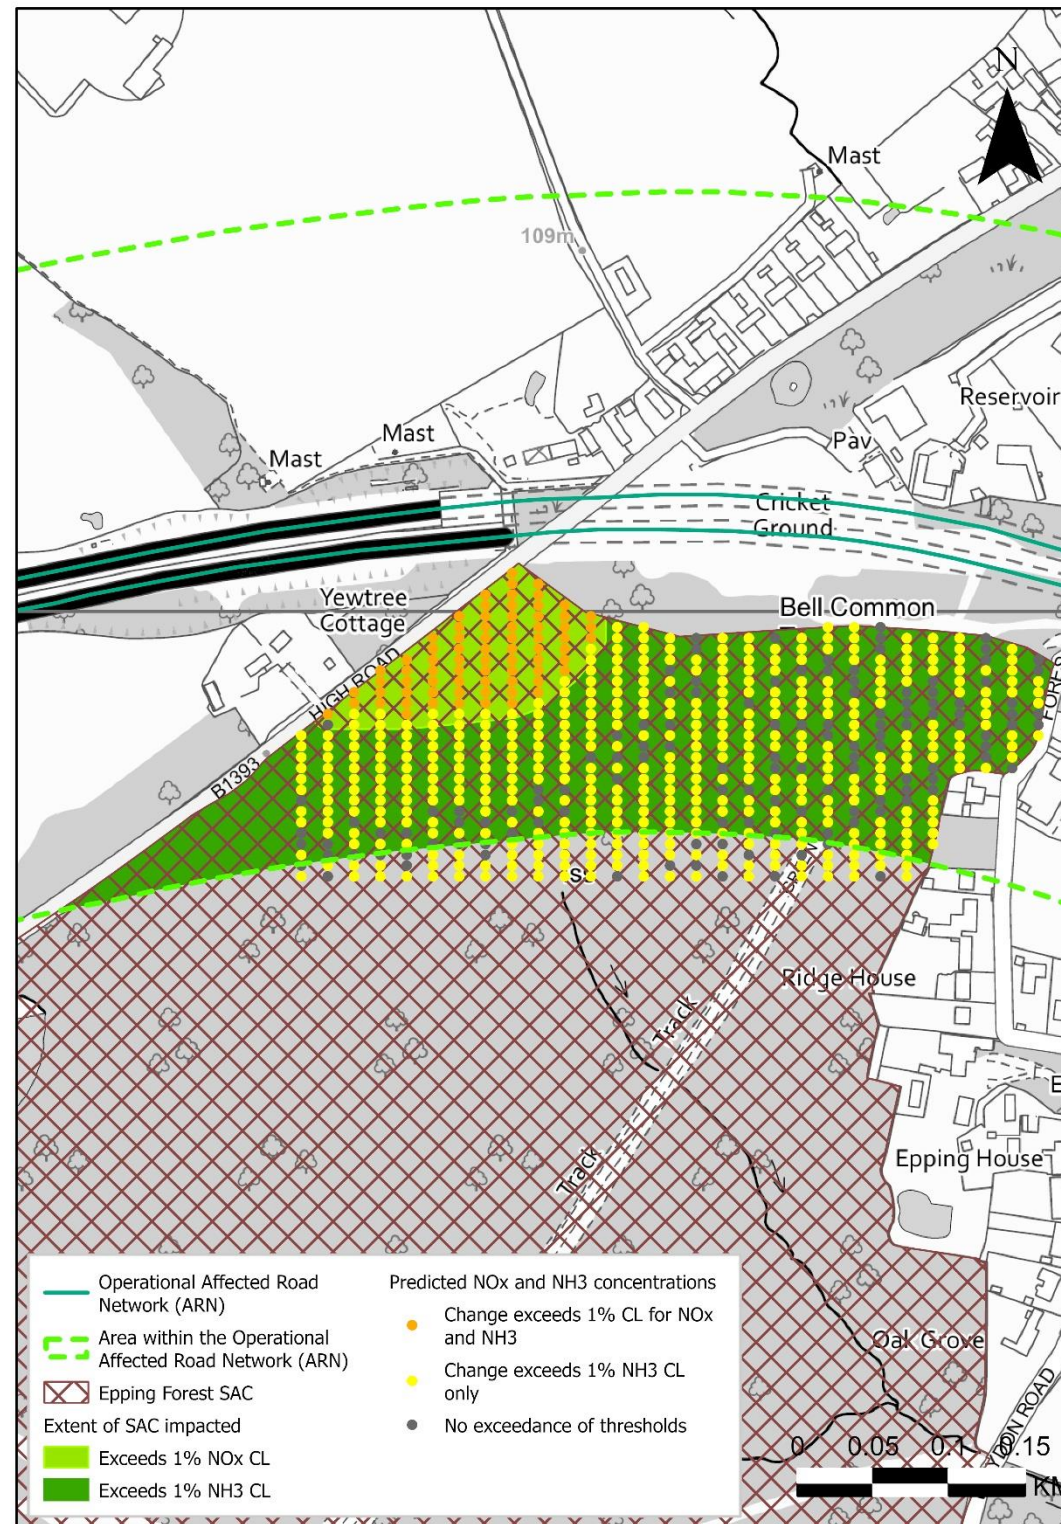 N
Mast
109m
Reservoir
Mast
Pav
Mast
Cricket
Ground
Yewtree
Cottage
Bell Common
HIGH ROAD
B1393
Ridge House
Track
Track
Epping House
Oak Grove
Operational Affected Road
Network (ARN)
Area within the Operational
Affected Road Network (ARN)
Epping Forest SAC
Extent of SAC impacted
Exceeds 1% NOx CL
Exceeds 1% NH3 CL
Predicted NOx and NH3 concentrations
Change exceeds 1% CL for NOx
and NH3
Change exceeds 1% NH3 CL
only
No exceedance of thresholds
YDON ROAD
0 0.05 0.1 0.15
KM